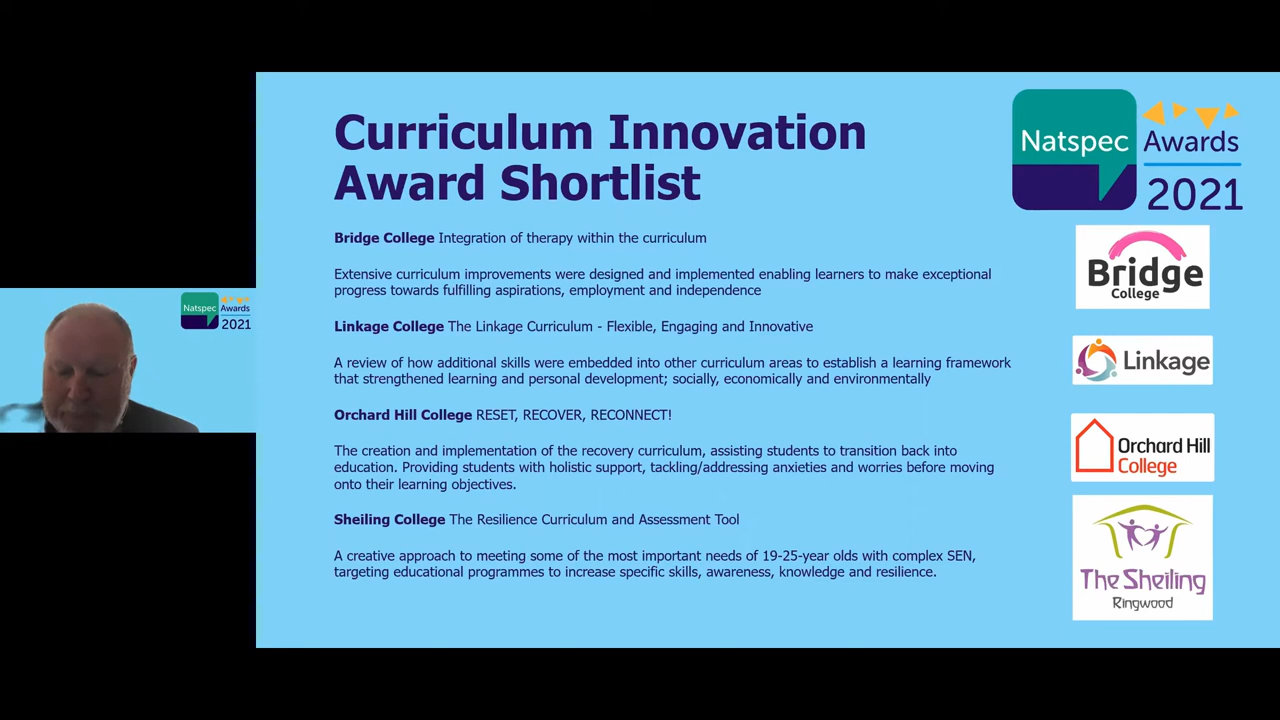 Curriculum Innovation
Award Shortlist
Natspec
Awards
2021
Bridge College Integration of therapy within the curriculum
Extensive curriculum improvements were designed and implemented enabling learners to make exceptional
progress towards fulfilling aspirations, employment and independence
Linkage College The Linkage Curriculum - Flexible, Engaging and Innovative
A review of how additional skills were embedded into other curriculum areas to establish a learning framework
that strengthened learning and personal development; socially, economically and environmentally
Orchard Hill College RESET, RECOVER, RECONNECT!
The creation and implementation of the recovery curriculum, assisting students to transition back into
education. Providing students with holistic support, tackling/addressing anxieties and worries before moving
onto their learning objectives.
Sheiling College The Resilience Curriculum and Assessment Tool
A creative approach to meeting some of the most important needs of 19-25-year olds with complex SEN,
targeting educational programmes to increase specific skills, awareness, knowledge and resilience.
Bridge
College
Linkage
Orchard Hill
College
The Sheiling
Ringwood
Natspec
Awards
2021